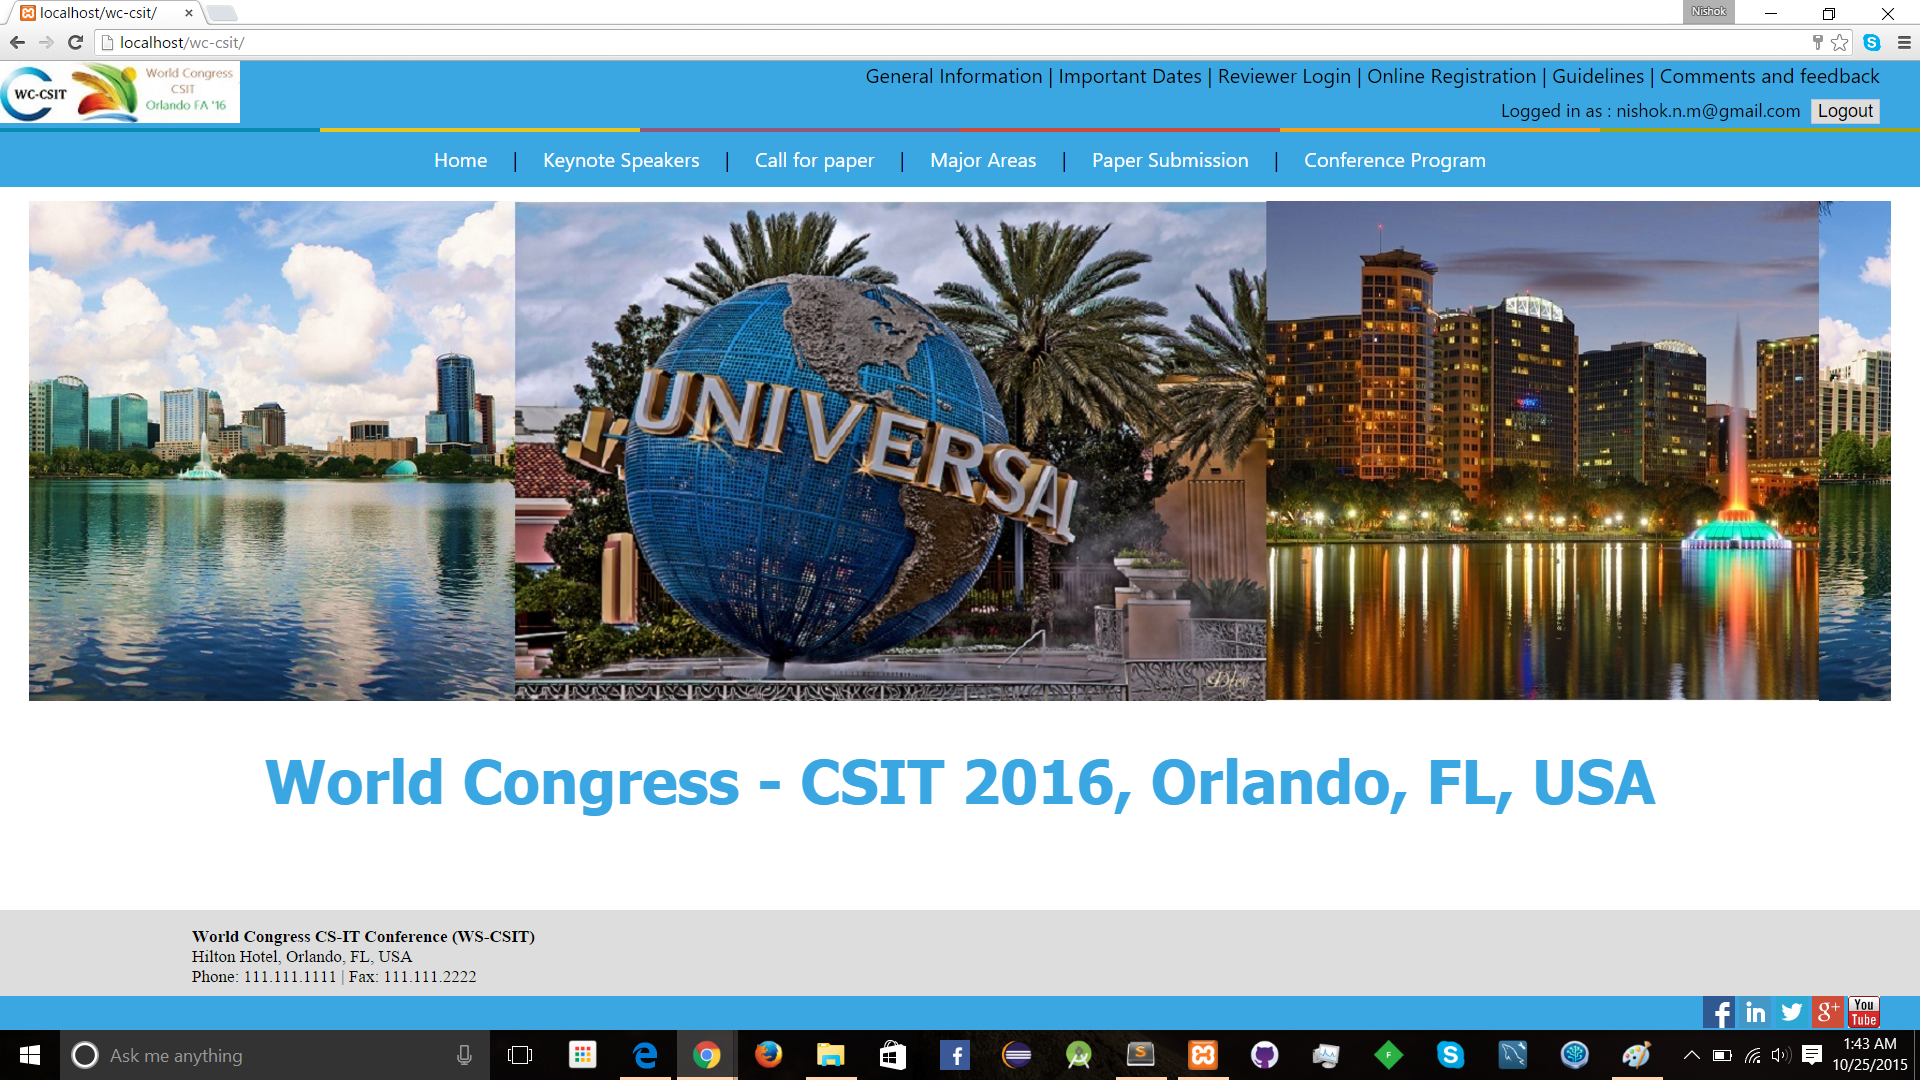 localhost/wc-csit/
Nishok
localhost/wc-csit/
WC-CSIT
World Congress
CSIT
Orlando FA '16
General Information | Important Dates | Reviewer Login | Online Registration | Guidelines | Comments and feedback
Logged in as : nishok.n.m@gmail.com Logout
Home | Keynote Speakers | Call for paper | Major Areas | Paper Submission | Conference Program
UNIVERSAL
World Congress - CSIT 2016, Orlando, FL, USA
World Congress CS-IT Conference (WS-CSIT)
Hilton Hotel, Orlando, FL, USA
Phone: 111.111.1111 | Fax: 111.111.2222
You
Tube
Ask me anything
1:43 AM
10/25/2015